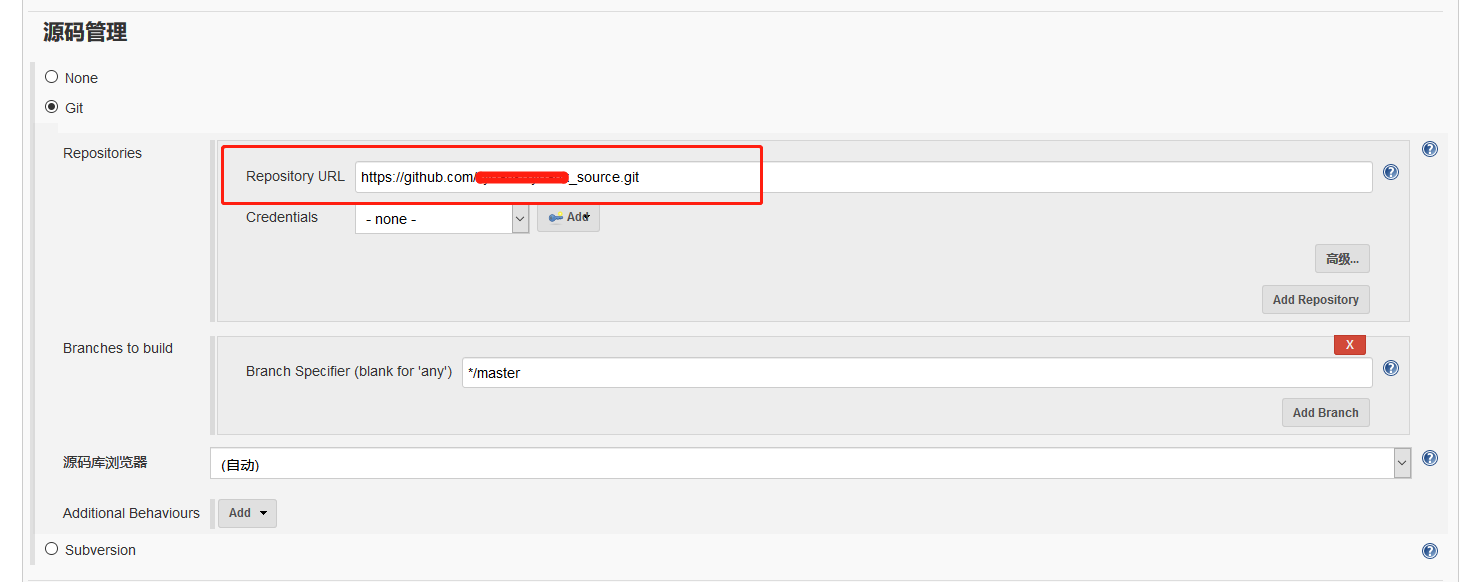 源码管理
None
Git
Repositories
Repository URL https://github.com/ _source.git
Credentials - none - Add
高级...
Add Repository
Branches to build
X
Branch Specifier (blank for 'any') */master
Add Branch
源码库浏览器 (自动)
Additional Behaviours Add
Subversion